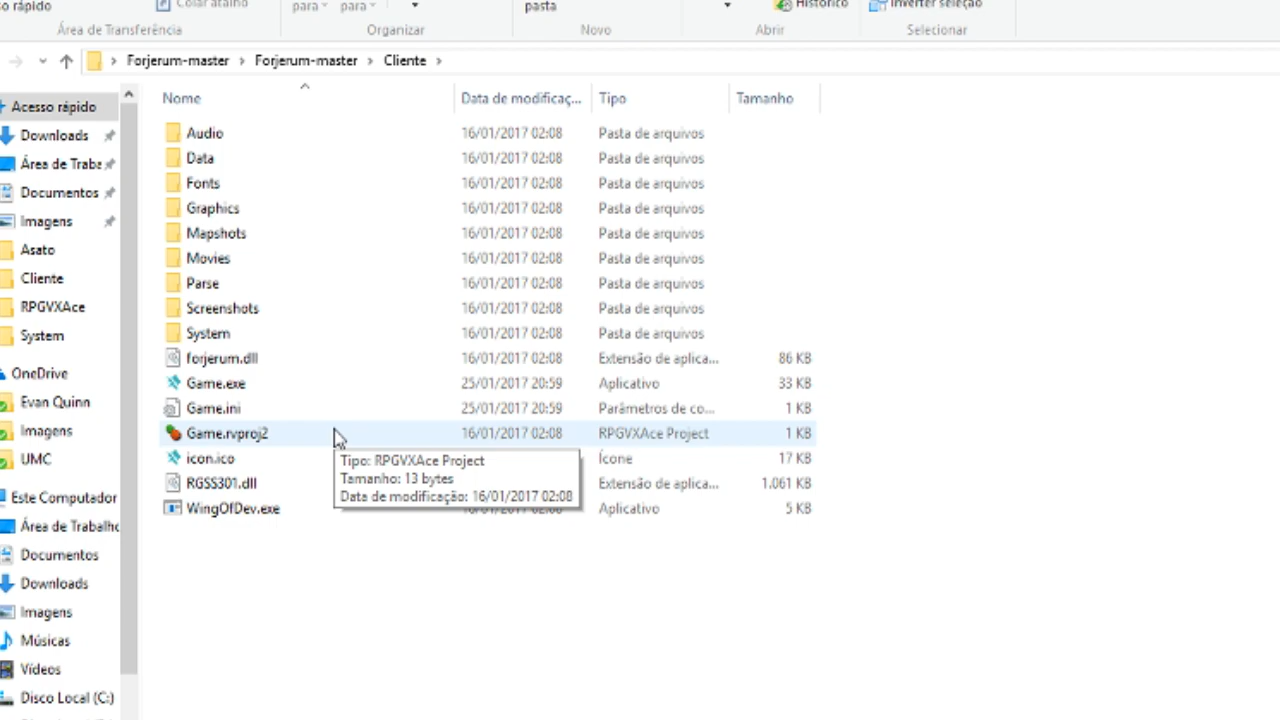 so rápido
Colar atalho
para
para
pasta
Histórico
Inverter seleção
Área de Transferência
Organizar
Novo
Abrir
Selecionar
Forjerum-master > Forjerum-master > Cliente >
Acesso rápido
Downloads
Área de Traba
Documentos
Imagens
Asato
Cliente
RPGVXAce
System
OneDrive
Evan Quinn
Imagens
UMC
Este Computador
Área de Trabalho
Documentos
Downloads
Imagens
Músicas
Vídeos
Disco Local (C:)
Nome Data de modificaç... Tipo Tamanho
Audio 16/01/2017 02:08 Pasta de arquivos
Data 16/01/2017 02:08 Pasta de arquivos
Fonts 16/01/2017 02:08 Pasta de arquivos
Graphics 16/01/2017 02:08 Pasta de arquivos
Mapshots 16/01/2017 02:08 Pasta de arquivos
Movies 16/01/2017 02:08 Pasta de arquivos
Parse 16/01/2017 02:08 Pasta de arquivos
Screenshots 16/01/2017 02:08 Pasta de arquivos
System 16/01/2017 02:08 Pasta de arquivos
forjerum.dll 16/01/2017 02:08 Extensão de aplica... 86 KB
Game.exe 25/01/2017 20:59 Aplicativo 33 KB
Game.ini 25/01/2017 20:59 Parâmetros de co... 1 KB
Game.rvproj2 16/01/2017 02:08 RPGVXAce Project 1 KB
icon.ico Ícone 17 KB
RGSS301.dll Extensão de aplica... 1.061 KB
WingOfDev.exe 16/01/2017 02:08 Aplicativo 5 KB
Tipo: RPGVXAce Project
Tamanho: 13 bytes
Data de modificação: 16/01/2017 02:08